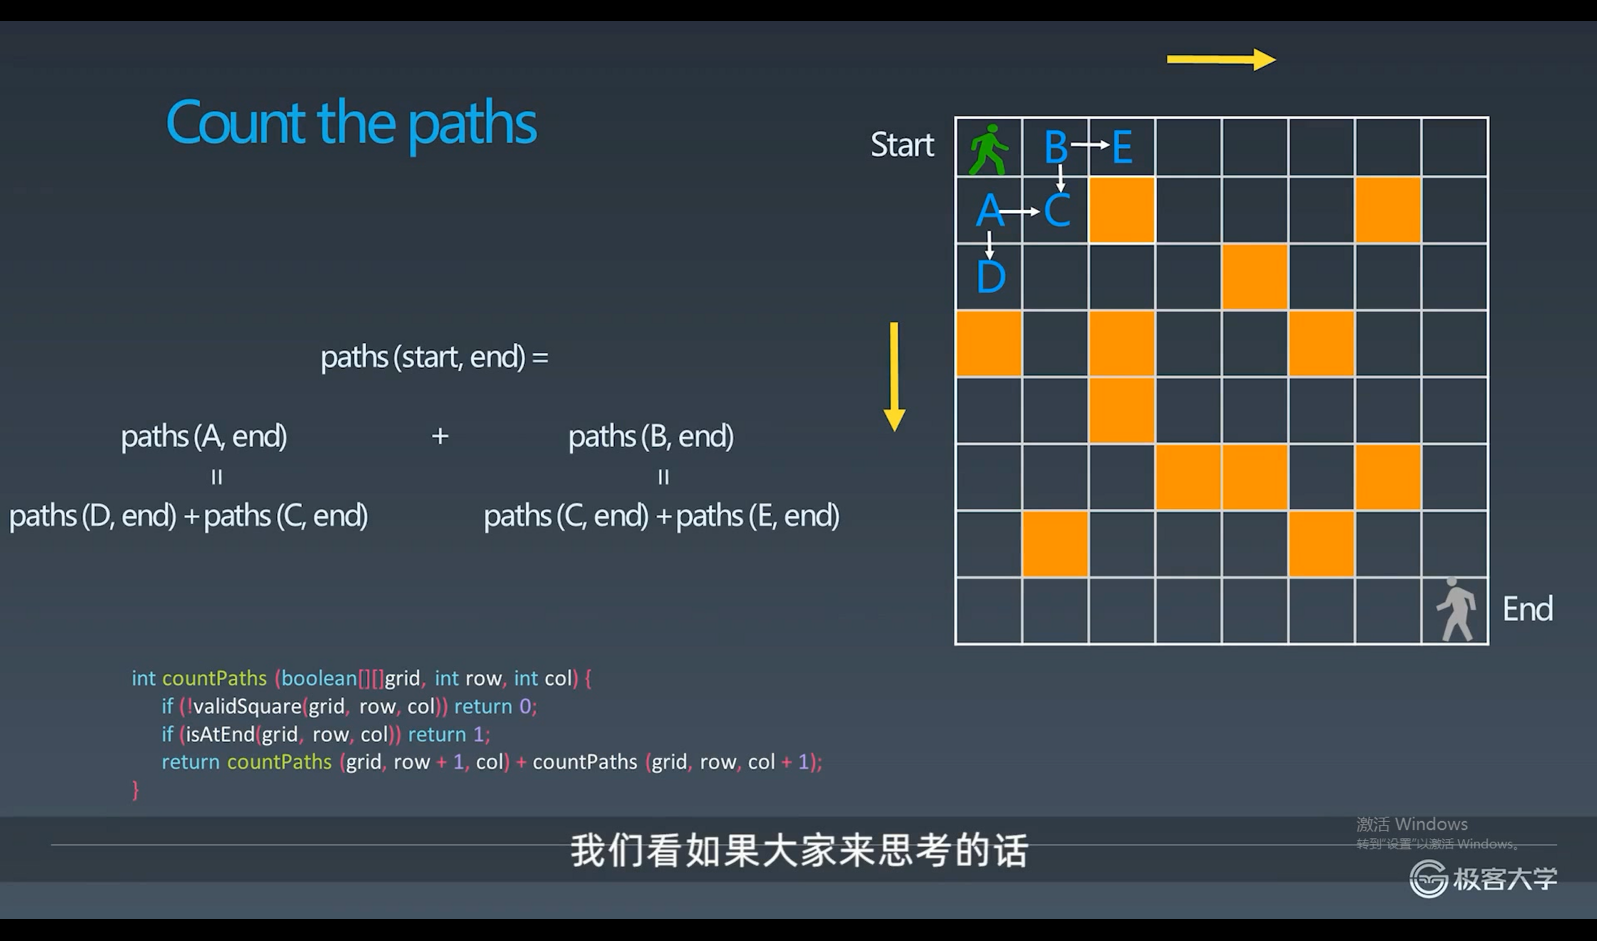 Count the paths
Start
B E
A C
D
paths (start, end) =
paths (A, end) + paths (B, end)
= =
paths (D, end) + paths (C, end) paths (C, end) + paths (E, end)
End
int countPaths (boolean[][]grid, int row, int col) {
if (!validSquare(grid, row, col)) return 0;
if (isAtEnd(grid, row, col)) return 1;
return countPaths (grid, row + 1, col) + countPaths (grid, row, col + 1);
}
我们看如果大家来思考的话
激活 Windows
转到“设置”以激活 Windows。
极客大学